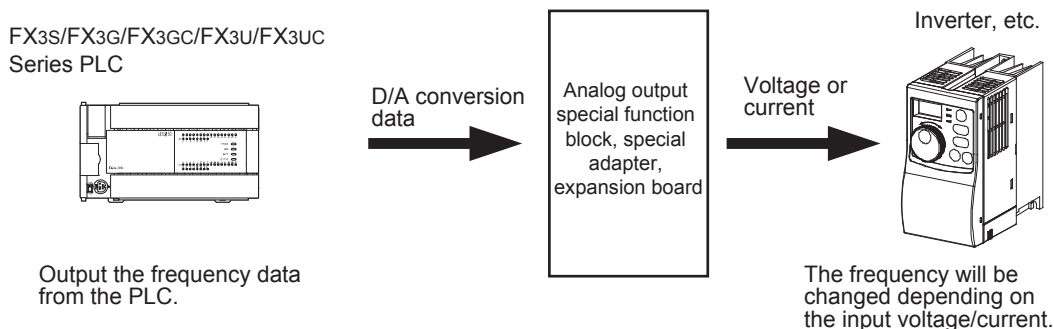 FX3S/FX3G/FX3GC/FX3U/FX3UC
Series PLC
D/A conversion
data
Analog output
special function
block, special
adapter,
expansion board
Voltage or
current
Inverter, etc.
Output the frequency data
from the PLC.
The frequency will be
changed depending on
the input voltage/current.